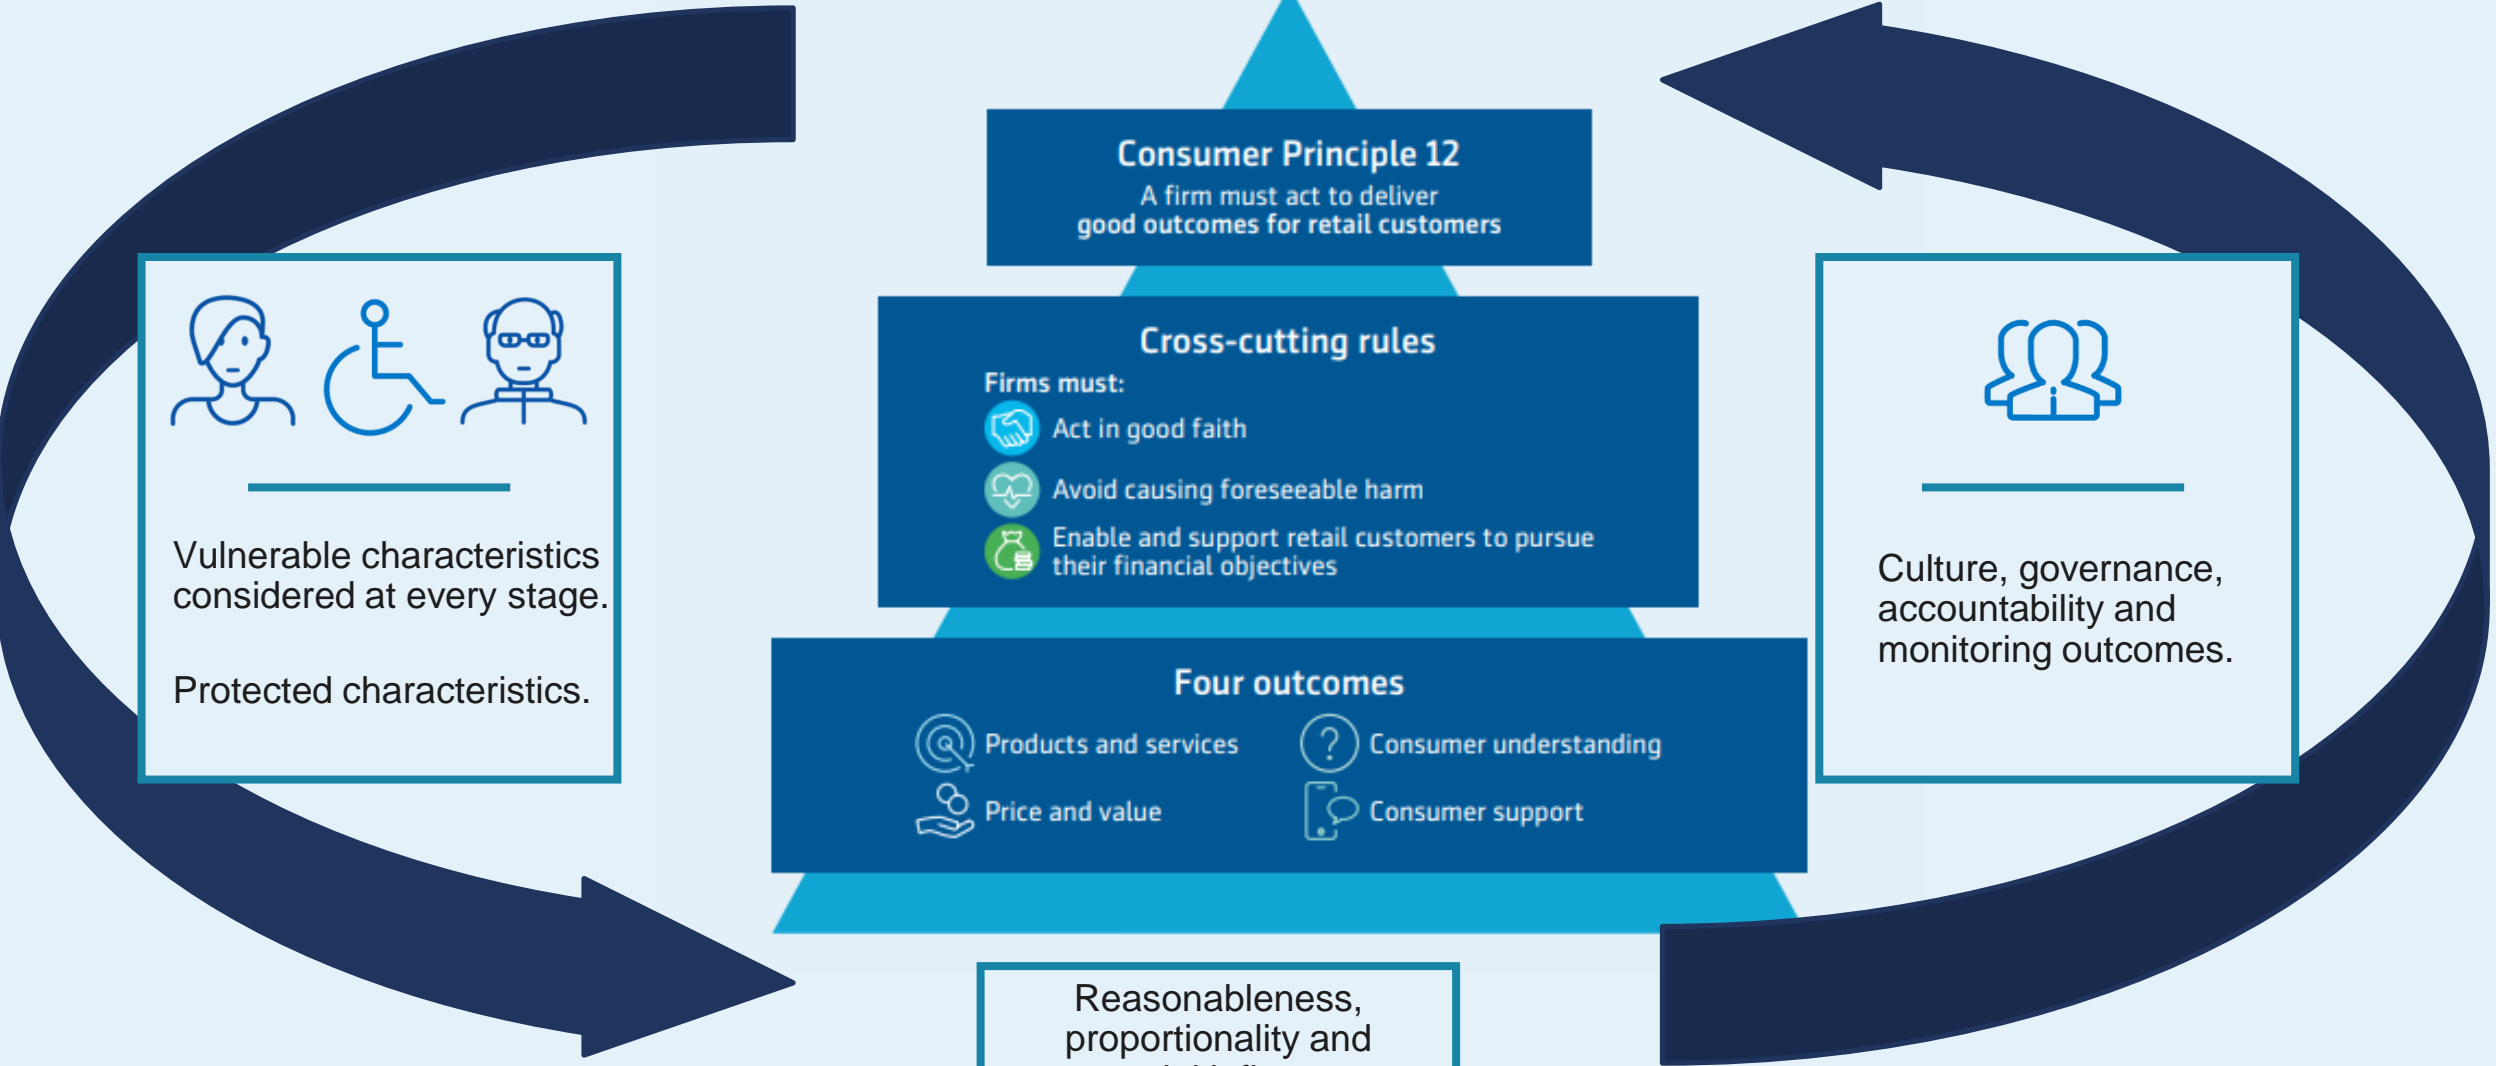 Consumer Principle 12
A firm must act to deliver
good outcomes for retail customers
Cross-cutting rules
Firms must:
Act in good faith
Avoid causing foreseeable harm
Enable and support retail customers to pursue
their financial objectives
Four outcomes
Products and services
Consumer understanding
Price and value
Consumer support
Vulnerable characteristics
considered at every stage.
Protected characteristics.
Culture, governance,
accountability and
monitoring outcomes.
Reasonableness,
proportionality and